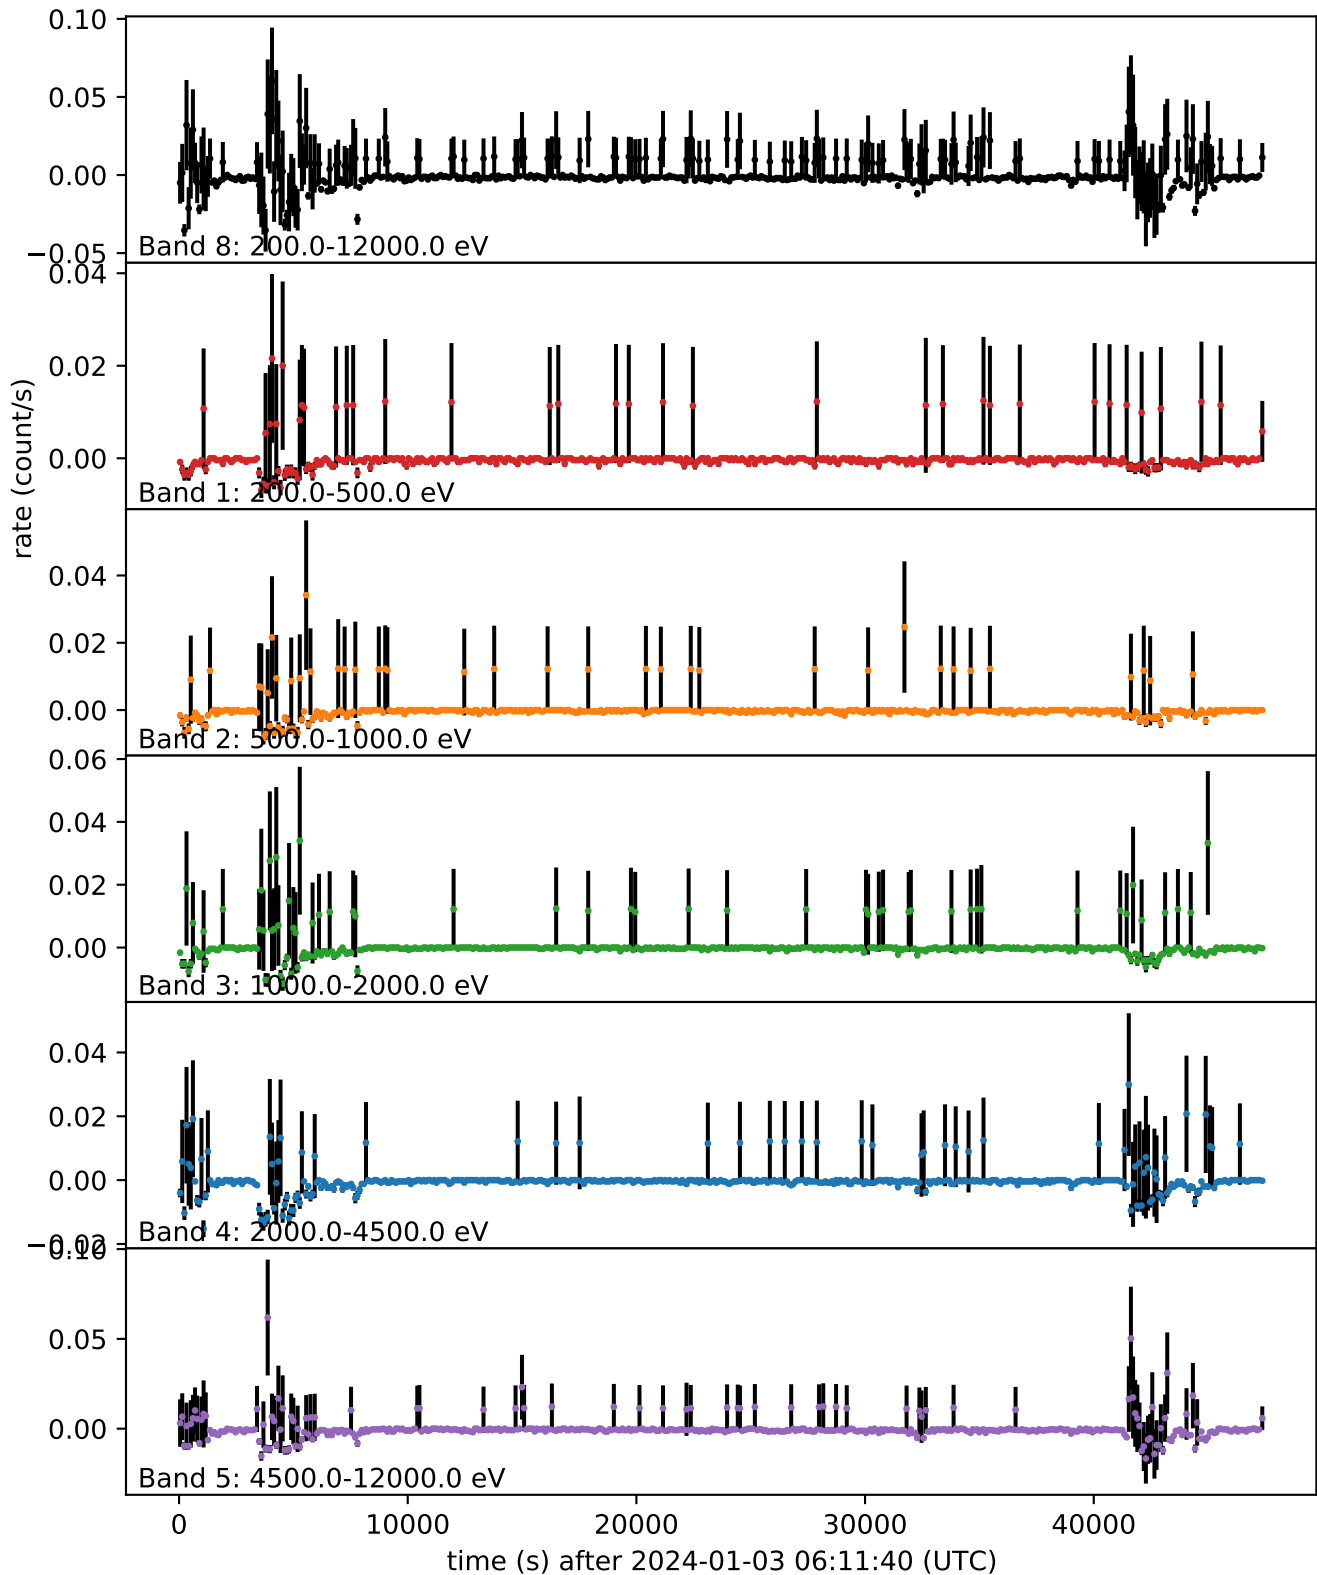 0.10
0.05
0.00
−0.05
Band 8: 200.0-12000.0 eV
0.04
0.02
0.00
Band 1: 200.0-500.0 eV
rate (count/s)
0.04
0.02
0.00
Band 2: 500.0-1000.0 eV
0.06
0.04
0.02
0.00
Band 3: 1000.0-2000.0 eV
0.04
0.02
0.00
−0.02
Band 4: 2000.0-4500.0 eV
0.10
0.05
0.00
Band 5: 4500.0-12000.0 eV
0 10000 20000 30000 40000
time (s) after 2024-01-03 06:11:40 (UTC)